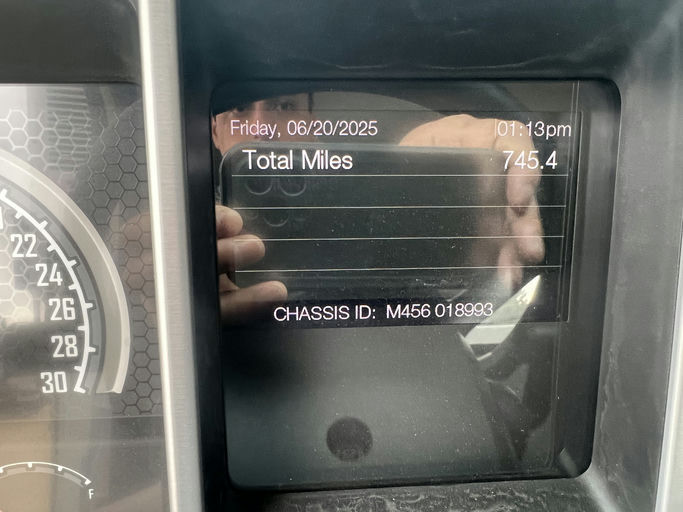 Friday, 06/20/2025 01:13pm
Total Miles 745.4
CHASSIS ID: M456 018993
22
24
26
28
30
F